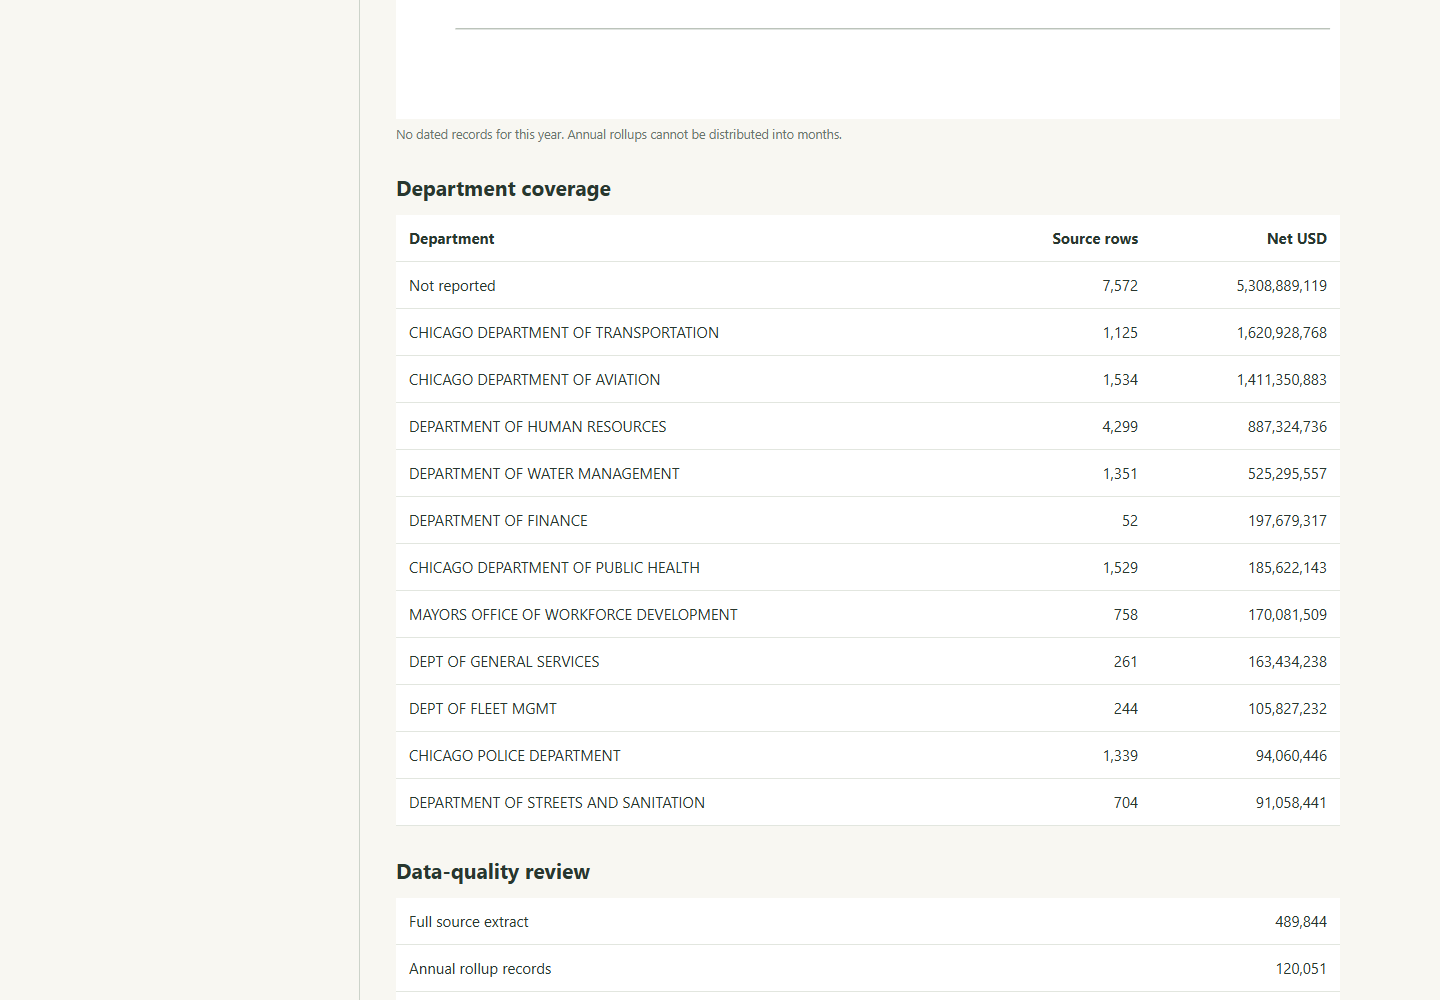 No dated records for this year. Annual rollups cannot be distributed into months.
Department coverage
Department Source rows Net USD
Not reported 7,572 5,308,889,119
CHICAGO DEPARTMENT OF TRANSPORTATION 1,125 1,620,928,768
CHICAGO DEPARTMENT OF AVIATION 1,534 1,411,350,883
DEPARTMENT OF HUMAN RESOURCES 4,299 887,324,736
DEPARTMENT OF WATER MANAGEMENT 1,351 525,295,557
DEPARTMENT OF FINANCE 52 197,679,317
CHICAGO DEPARTMENT OF PUBLIC HEALTH 1,529 185,622,143
MAYORS OFFICE OF WORKFORCE DEVELOPMENT 758 170,081,509
DEPT OF GENERAL SERVICES 261 163,434,238
DEPT OF FLEET MGMT 244 105,827,232
CHICAGO POLICE DEPARTMENT 1,339 94,060,446
DEPARTMENT OF STREETS AND SANITATION 704 91,058,441
Data-quality review
Full source extract 489,844
Annual rollup records 120,051